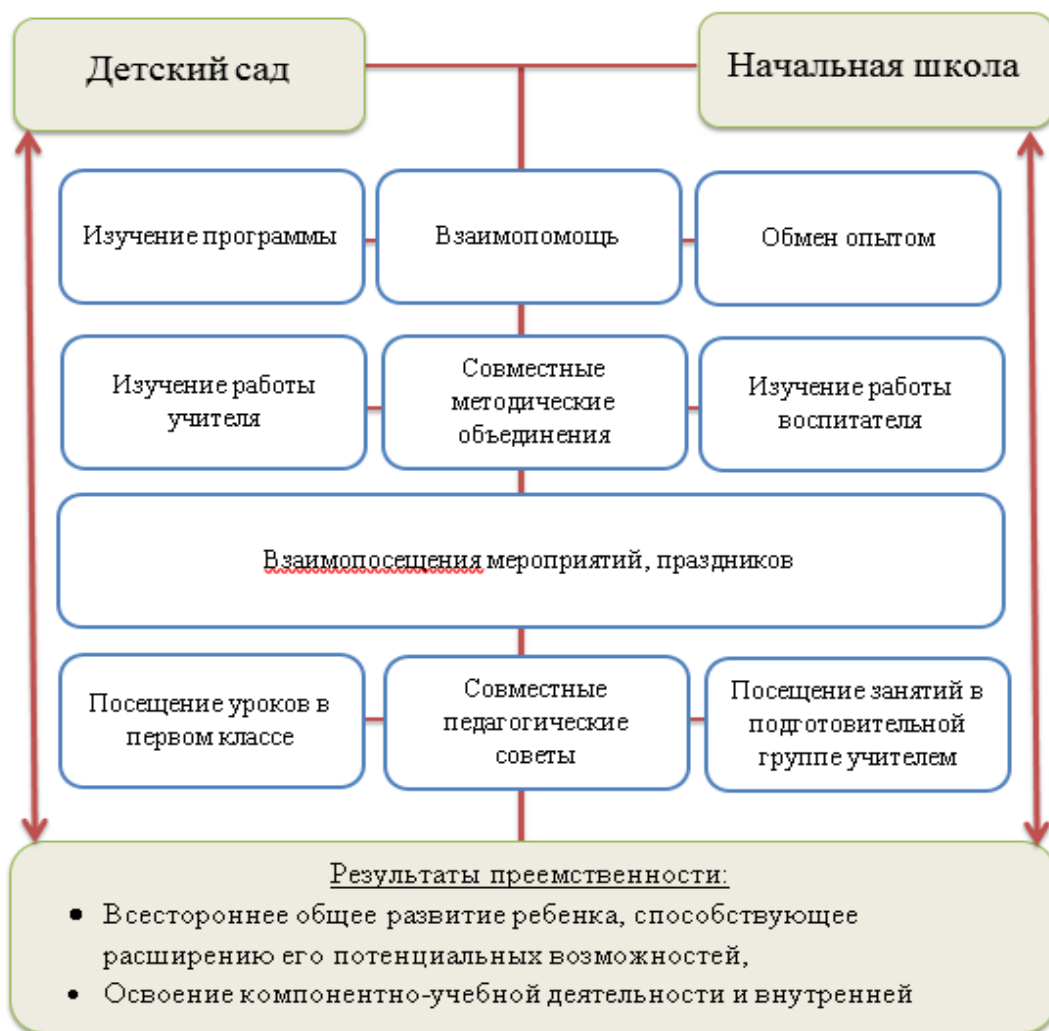 Детский сад
Начальная школа
Изучение программы
Взаимопомощь
Обмен опытом
Изучение работы
учителя
Совместные
методические
объединения
Изучение работы
воспитателя
Взаимопосещения мероприятий, праздников
Посещение уроков в
первом классе
Совместные
педагогические
советы
Посещение занятий в
подготовительной
группе учителем
Результаты преемственности:
• Всестороннее общее развитие ребенка, способствующее
расширению его потенциальных возможностей,
• Освоение компонентно-учебной деятельности и внутренней